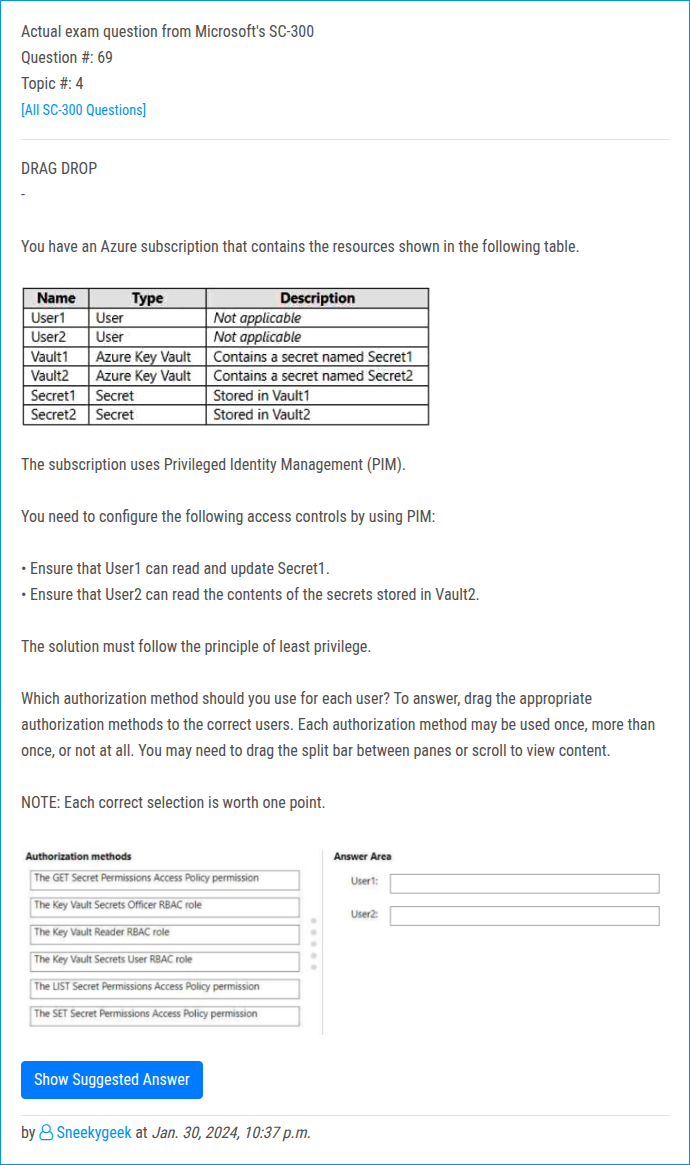 Actual exam question from Microsoft's SC-300
Question #: 69
Topic #: 4
[All SC-300 Questions]
DRAG DROP
-
You have an Azure subscription that contains the resources shown in the following table.
Name Type Description
User1 User Not applicable
User2 User Not applicable
Vault1 Azure Key Vault Contains a secret named Secret1
Vault2 Azure Key Vault Contains a secret named Secret2
Secret1 Secret Stored in Vault1
Secret2 Secret Stored in Vault2
The subscription uses Privileged Identity Management (PIM).
You need to configure the following access controls by using PIM:
• Ensure that User1 can read and update Secret1.
• Ensure that User2 can read the contents of the secrets stored in Vault2.
The solution must follow the principle of least privilege.
Which authorization method should you use for each user? To answer, drag the appropriate
authorization methods to the correct users. Each authorization method may be used once, more than
once, or not at all. You may need to drag the split bar between panes or scroll to view content.
NOTE: Each correct selection is worth one point.
Authorization methods
The GET Secret Permissions Access Policy permission
The Key Vault Secrets Officer RBAC role
The Key Vault Reader RBAC role
The Key Vault Secrets User RBAC role
The LIST Secret Permissions Access Policy permission
The SET Secret Permissions Access Policy permission
Answer Area
User1:
User2:
Show Suggested Answer
by Sneekygeek at Jan. 30, 2024, 10:37 p.m.